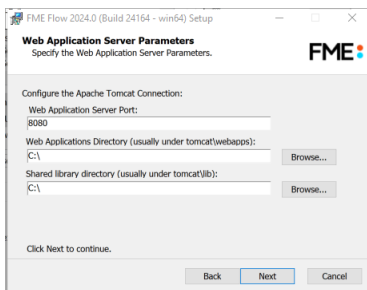 FME Flow 2024.0 (Build 24164 - win64) Setup
Web Application Server Parameters
Specify the Web Application Server Parameters.
FME
Configure the Apache Tomcat Connection:
Web Application Server Port:
8080
Web Applications Directory (usually under tomcat\webapps):
C:\
Browse...
Shared library directory (usually under tomcat\lib):
C:\
Browse...
Click Next to continue.
Back Next Cancel